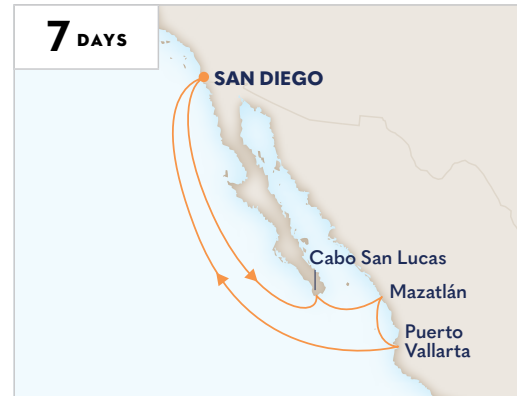 7 DAYS
SAN DIEGO
Cabo San Lucas
Mazatlán
Puerto
Vallarta